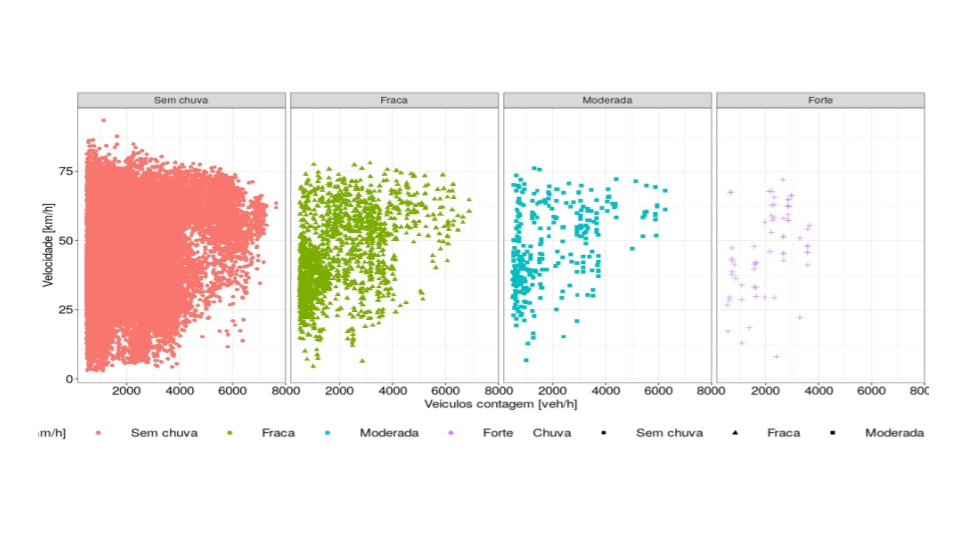 Sem chuva Fraca Moderada Forte
Velocidade [km/h]
75
50
25
0
2000 4000 6000 8000 2000 4000 6000 8000 2000 4000 6000 8000 2000 4000 6000
Veiculos contagem [veh/h]
m/h] Sem chuva Fraca Moderada Forte Chuva Sem chuva Fraca Moderada